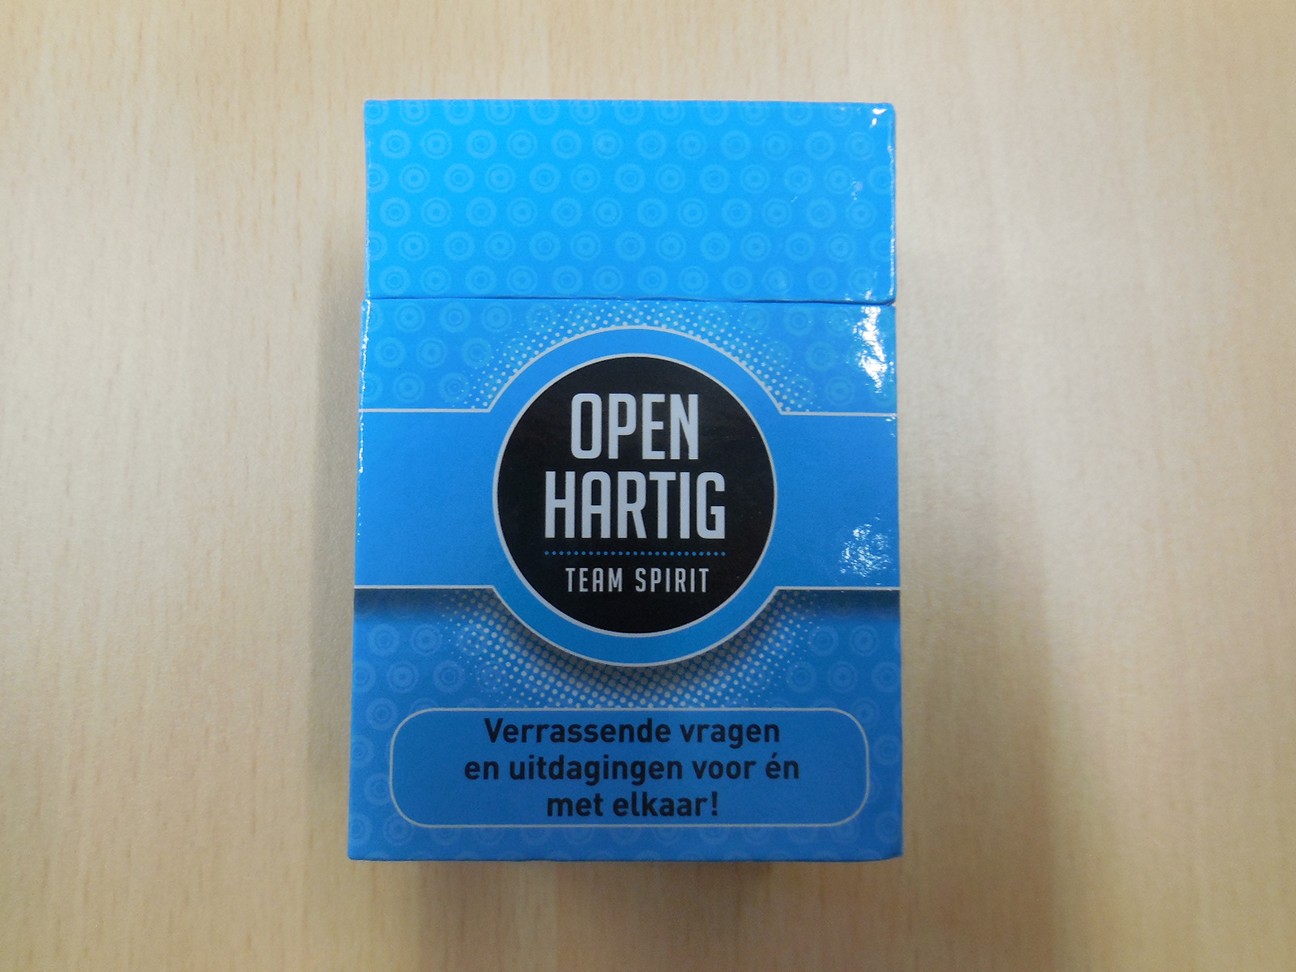 OPEN
HARTIG
TEAM SPIRIT
Verrassende vragen
en uitdagingen voor én
met elkaar!